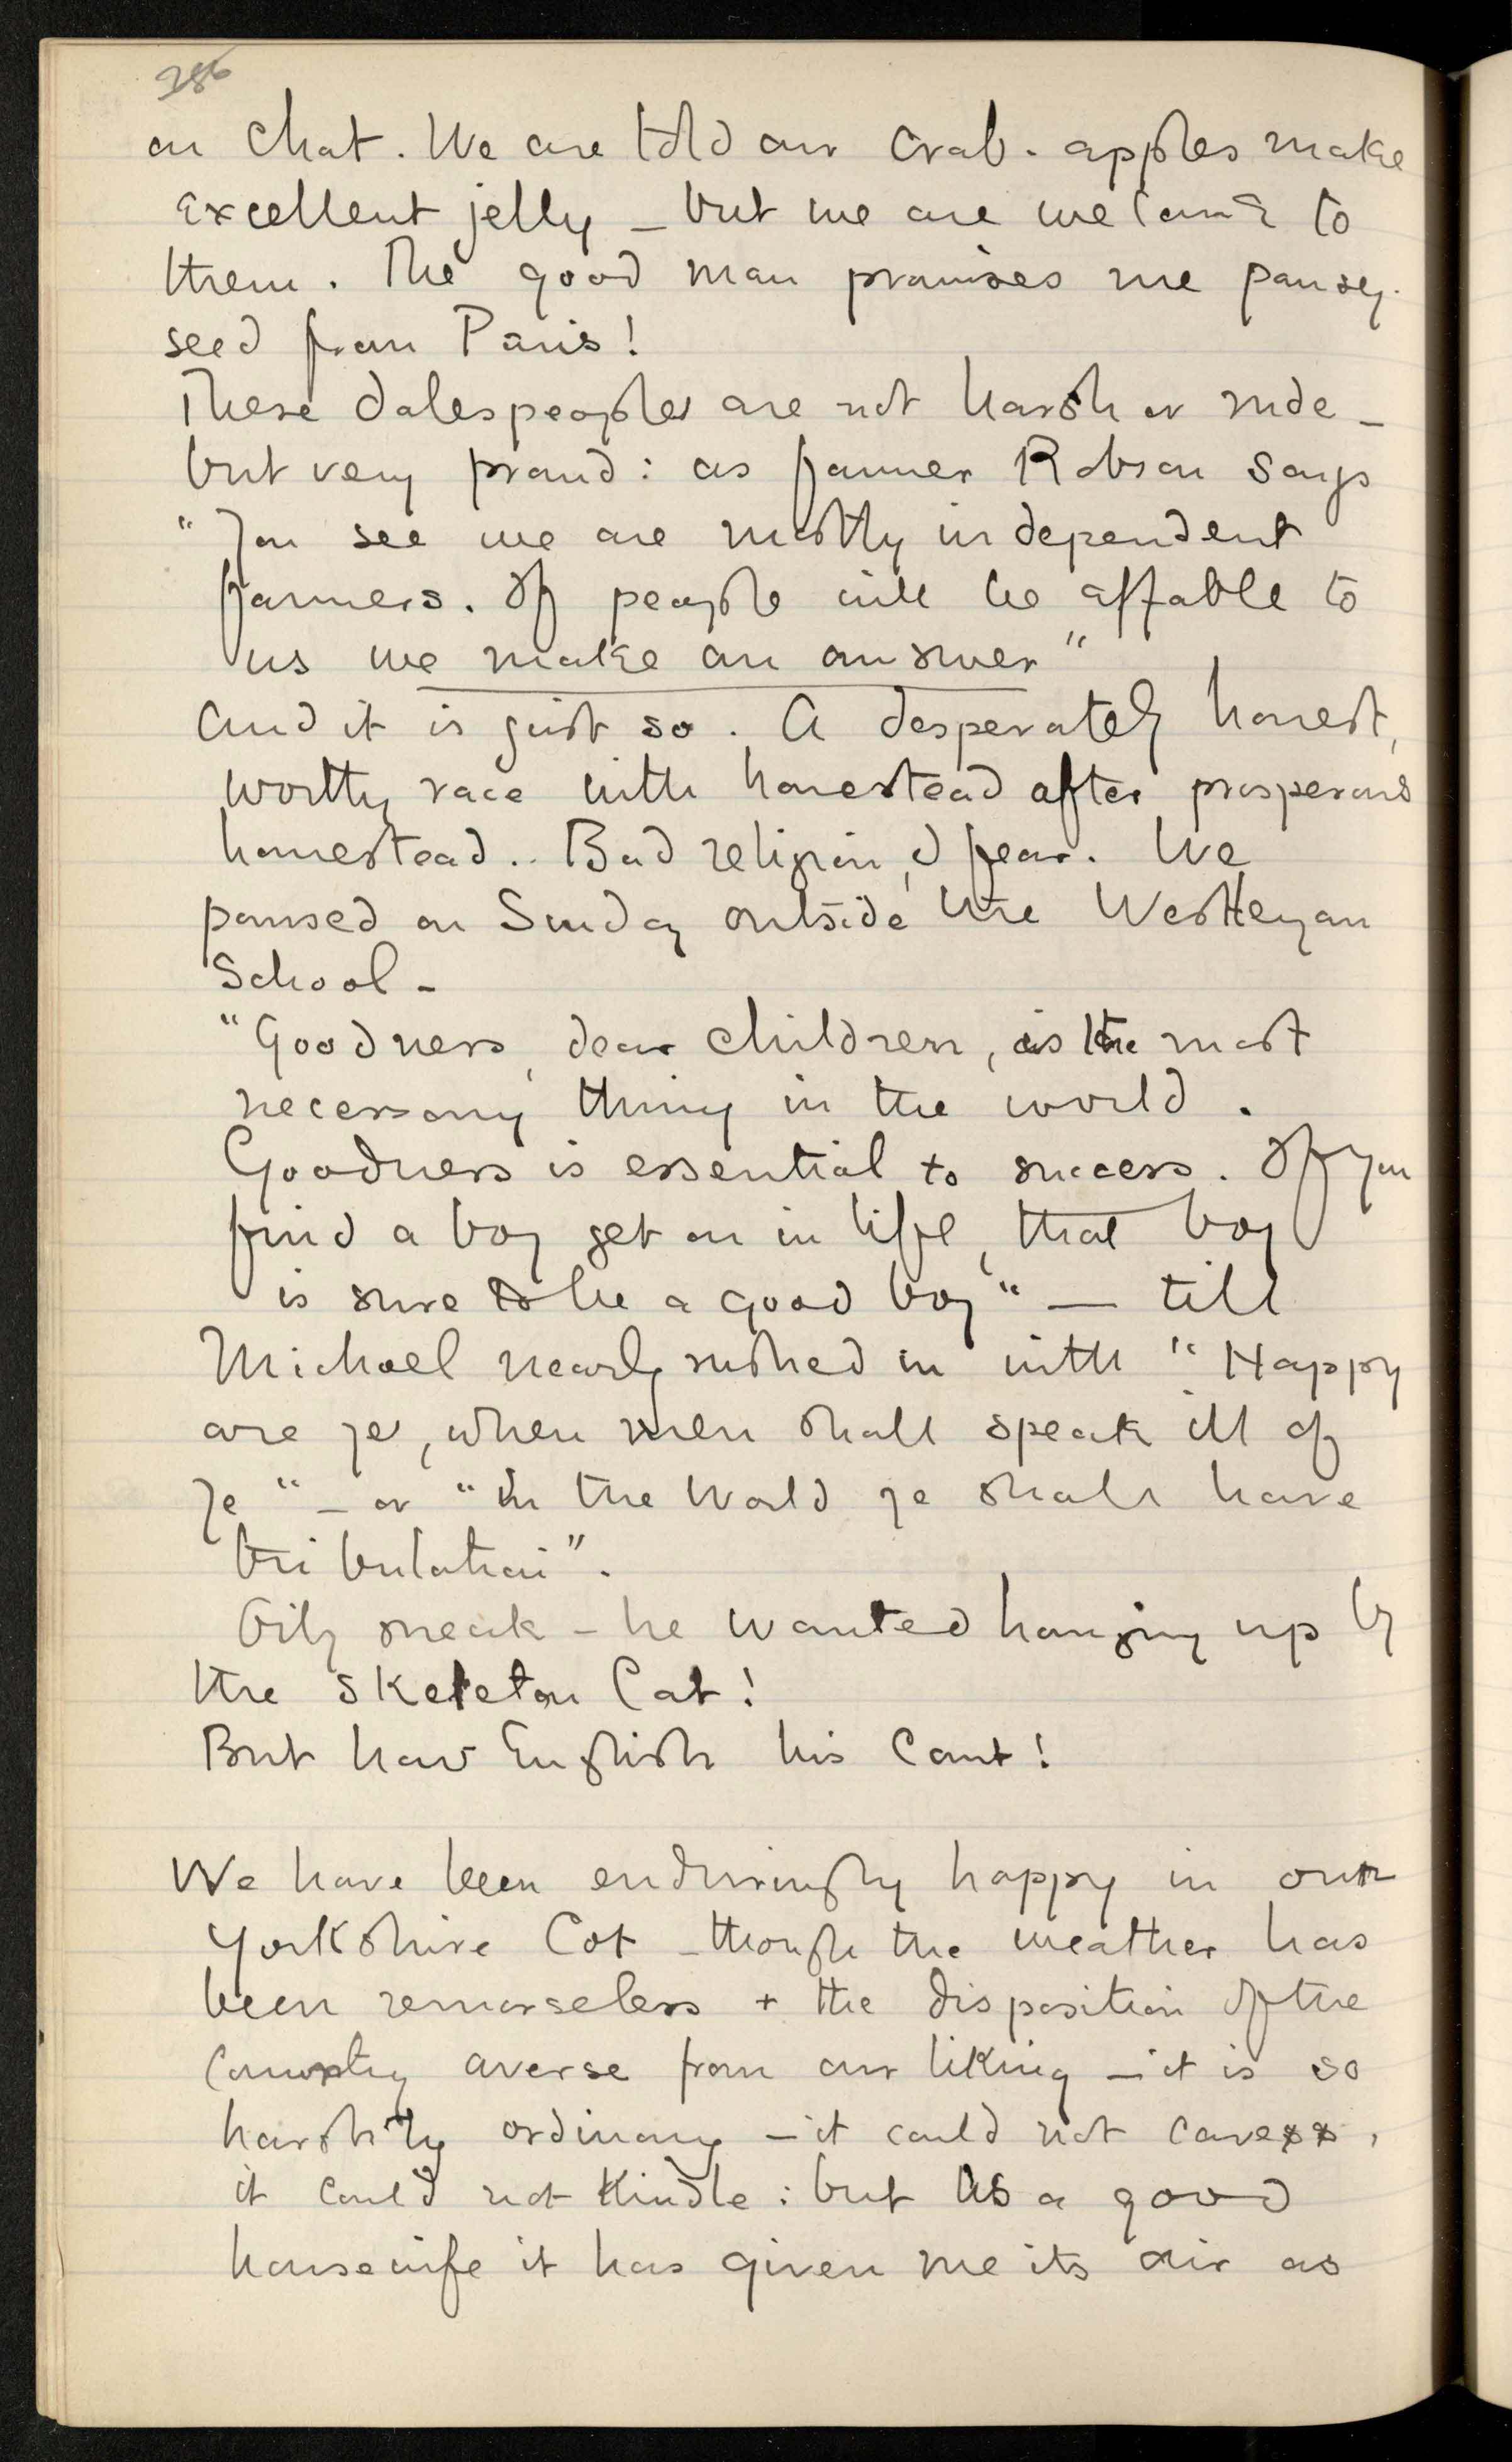 286
our Chat. We are told our Crab-apples make
excellent jelly – but we are welcome to
them. The good man promises me pansy-
seed from Paris!
These dalespeople are not harsh or rude –
but very proud: as farmer Robson says
"You see we are mostly independent
farmers. If people will be affable to
us we make an answer"
And it is just so. A desperately honest,
worthy race with homestead after prosperous
homestead.. Bad religion, I fear. We
paused on Sunday outside the Wesleyan
School –
"Goodness, dear children, is the most
necessary thing in the world.
Goodness is essential to success. If you
find a boy get on in life, that boy
is sure to be a good boy" — till
Michael nearly rushed in with "Happy
are ye, when men shall speak ill of
ye" – or "in the World ye shall have
tribulation".
Oily sneak – he wanted hanging up by
the skeleton Cat!
But how English his Cant!
We have been enduringly happy in our
Yorkshire Cot – though the weather has
been remorseless + the disposition of the
Country averse from our liking – it is so
harshly ordinary – it could not caress,
it could not kindle: but as a good
housewife it has given me its air as